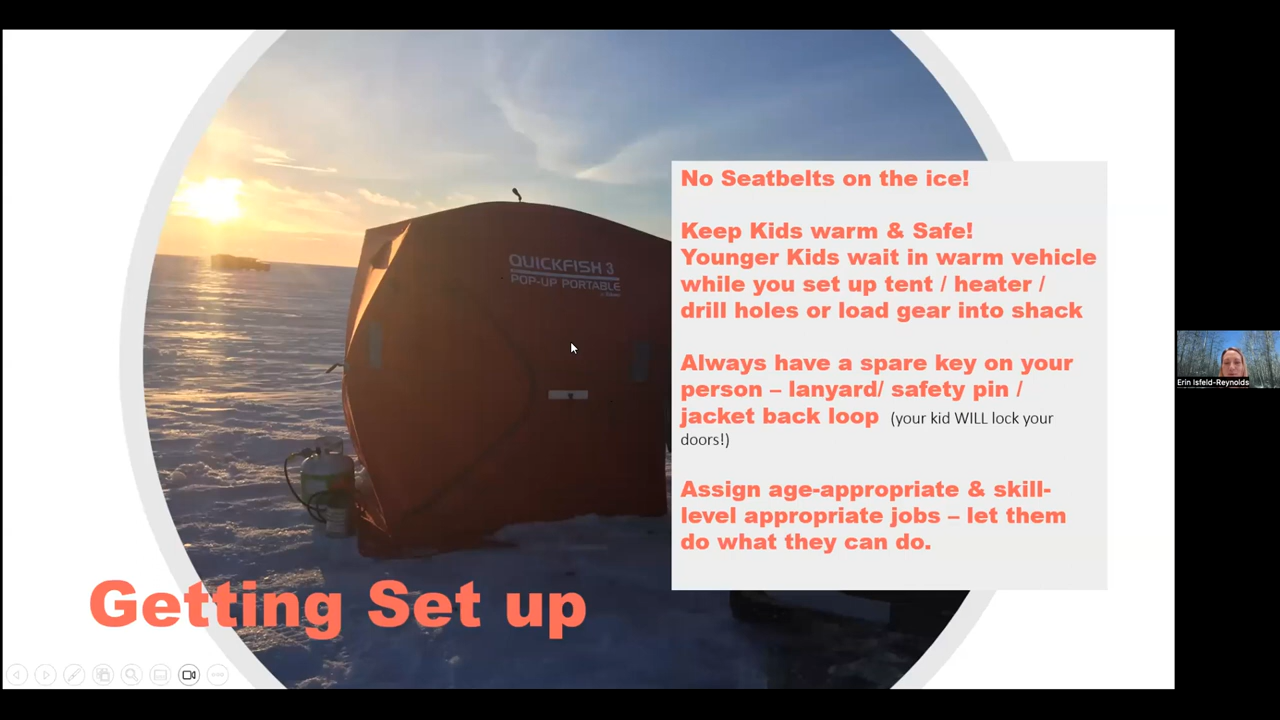 No Seatbelts on the ice!
Keep Kids warm & Safe!
Younger Kids wait in warm vehicle
while you set up tent / heater /
drill holes or load gear into shack
Always have a spare key on your
person – lanyard/ safety pin /
jacket back loop (your kid WILL lock your
doors!)
Assign age-appropriate & skill-
level appropriate jobs – let them
do what they can do.
QUICKFISH 3
POP-UP PORTABLE
Getting Set up
Erin Isfeld-Reynolds